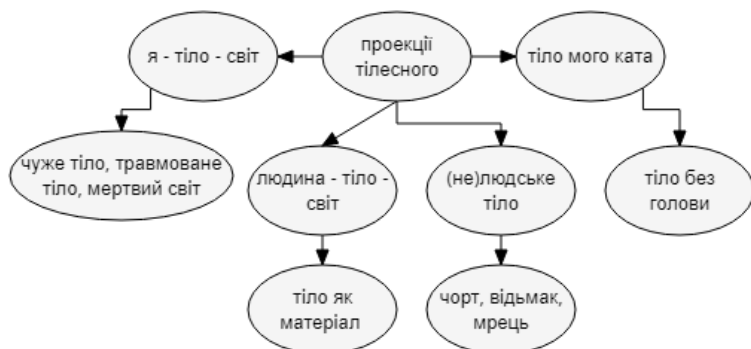 я - тіло - світ
проекції
тілесного
тіло мого ката
чуже тіло, травмоване
тіло, мертвий світ
людина - тіло -
світ
(не)людське
тіло
тіло без
голови
тіло як
матеріал
чорт, відьмак,
мрець